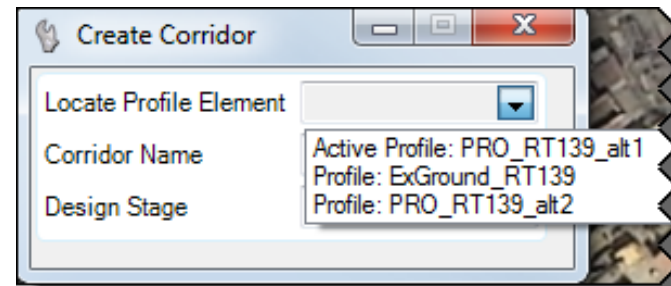 Create Corridor
Locate Profile Element
Corridor Name
Design Stage
Active Profile: PRO_RT139_alt1
Profile: ExGround_RT139
Profile: PRO_RT139_alt2